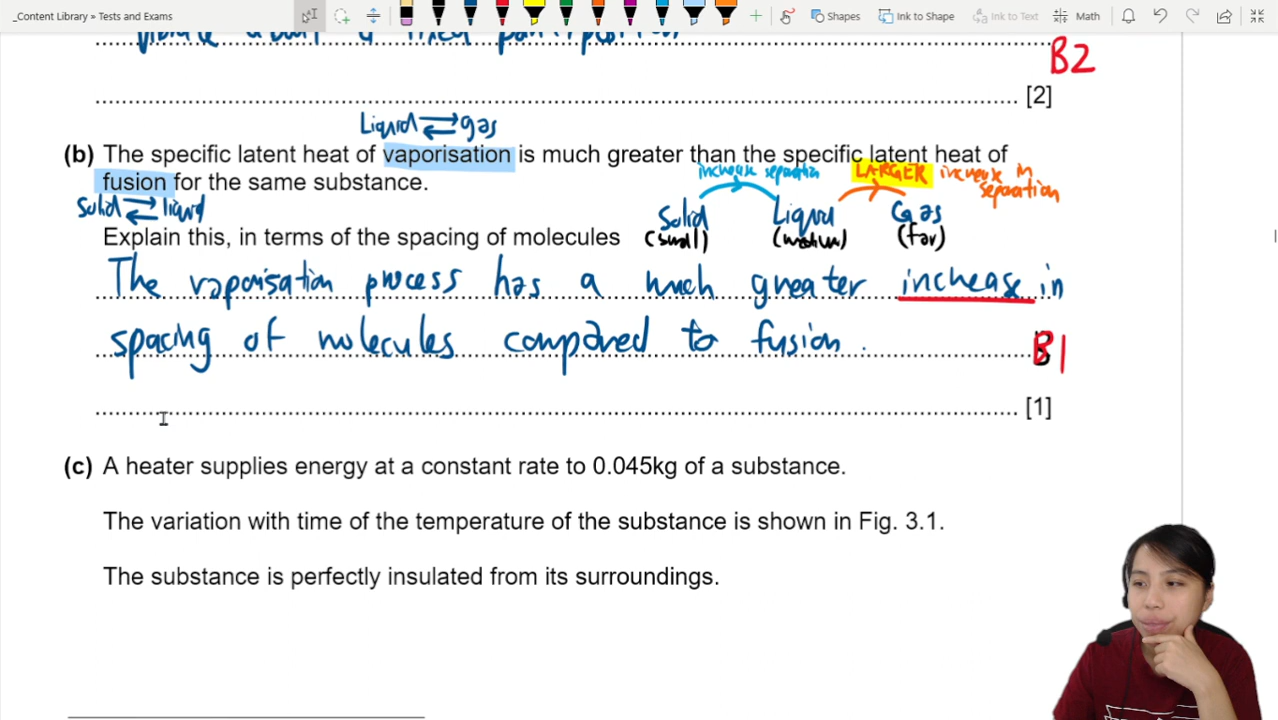 _Content Library » Tests and Exams
Shapes
Ink to Shape
Ink to Text
Math
B2
[2]
Liquid ⇌ gas
(b) The specific latent heat of vaporisation is much greater than the specific latent heat of
increase separation LARGER increase in separation
fusion for the same substance.
Solid ⇌ liquid
Solid Liquid Gas
Explain this, in terms of the spacing of molecules (small) (medium) (far)
The vaporisation process has a much greater increase in
spacing of molecules compared to fusion.
B1
[1]
(c) A heater supplies energy at a constant rate to 0.045kg of a substance.
The variation with time of the temperature of the substance is shown in Fig. 3.1.
The substance is perfectly insulated from its surroundings.